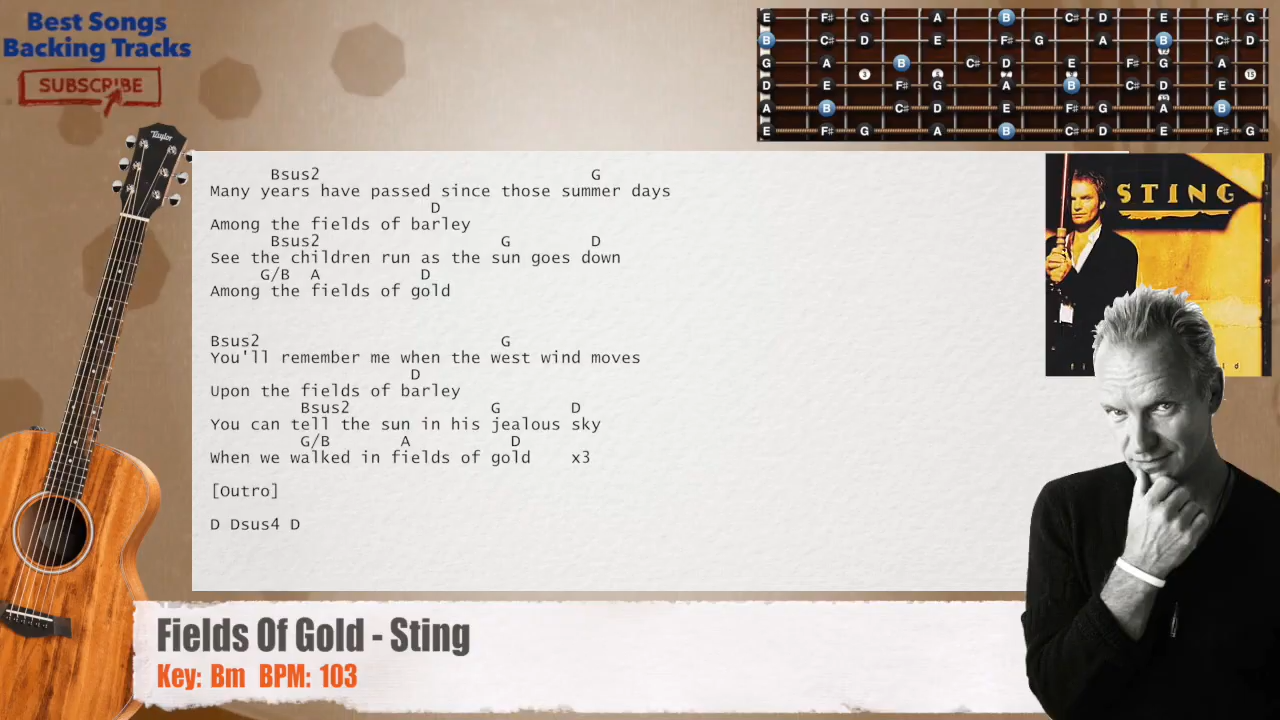 Best Songs
Backing Tracks
SUBSCRIBE
E F# G A B C# D E F# G
B C# D E F# G A B C# D
G A B C# D E F# G A
D E F# G A B C# D E
A B C# D E F# G A B
E F# G A B C# D E F# G
3
15
Taylor
STING
Bsus2 G
Many years have passed since those summer days
D
Among the fields of barley
Bsus2 G D
See the children run as the sun goes down
G/B A D
Among the fields of gold
Bsus2 G
You'll remember me when the west wind moves
D
Upon the fields of barley
Bsus2 G D
You can tell the sun in his jealous sky
G/B A D
When we walked in fields of gold x3
[Outro]
D Dsus4 D
Fields Of Gold - Sting
Key: Bm BPM: 103